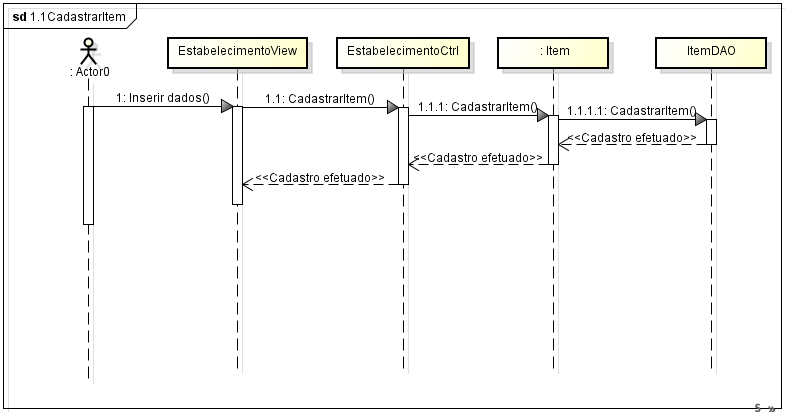 sd 1.1CadastrarItem
: Actor0
EstabelecimentoView
EstabelecimentoCtrl
: Item
ItemDAO
1: Inserir dados()
1.1: CadastrarItem()
1.1.1: CadastrarItem()
1.1.1.1: CadastrarItem()
<<Cadastro efetuado>>
<<Cadastro efetuado>>
<<Cadastro efetuado>>